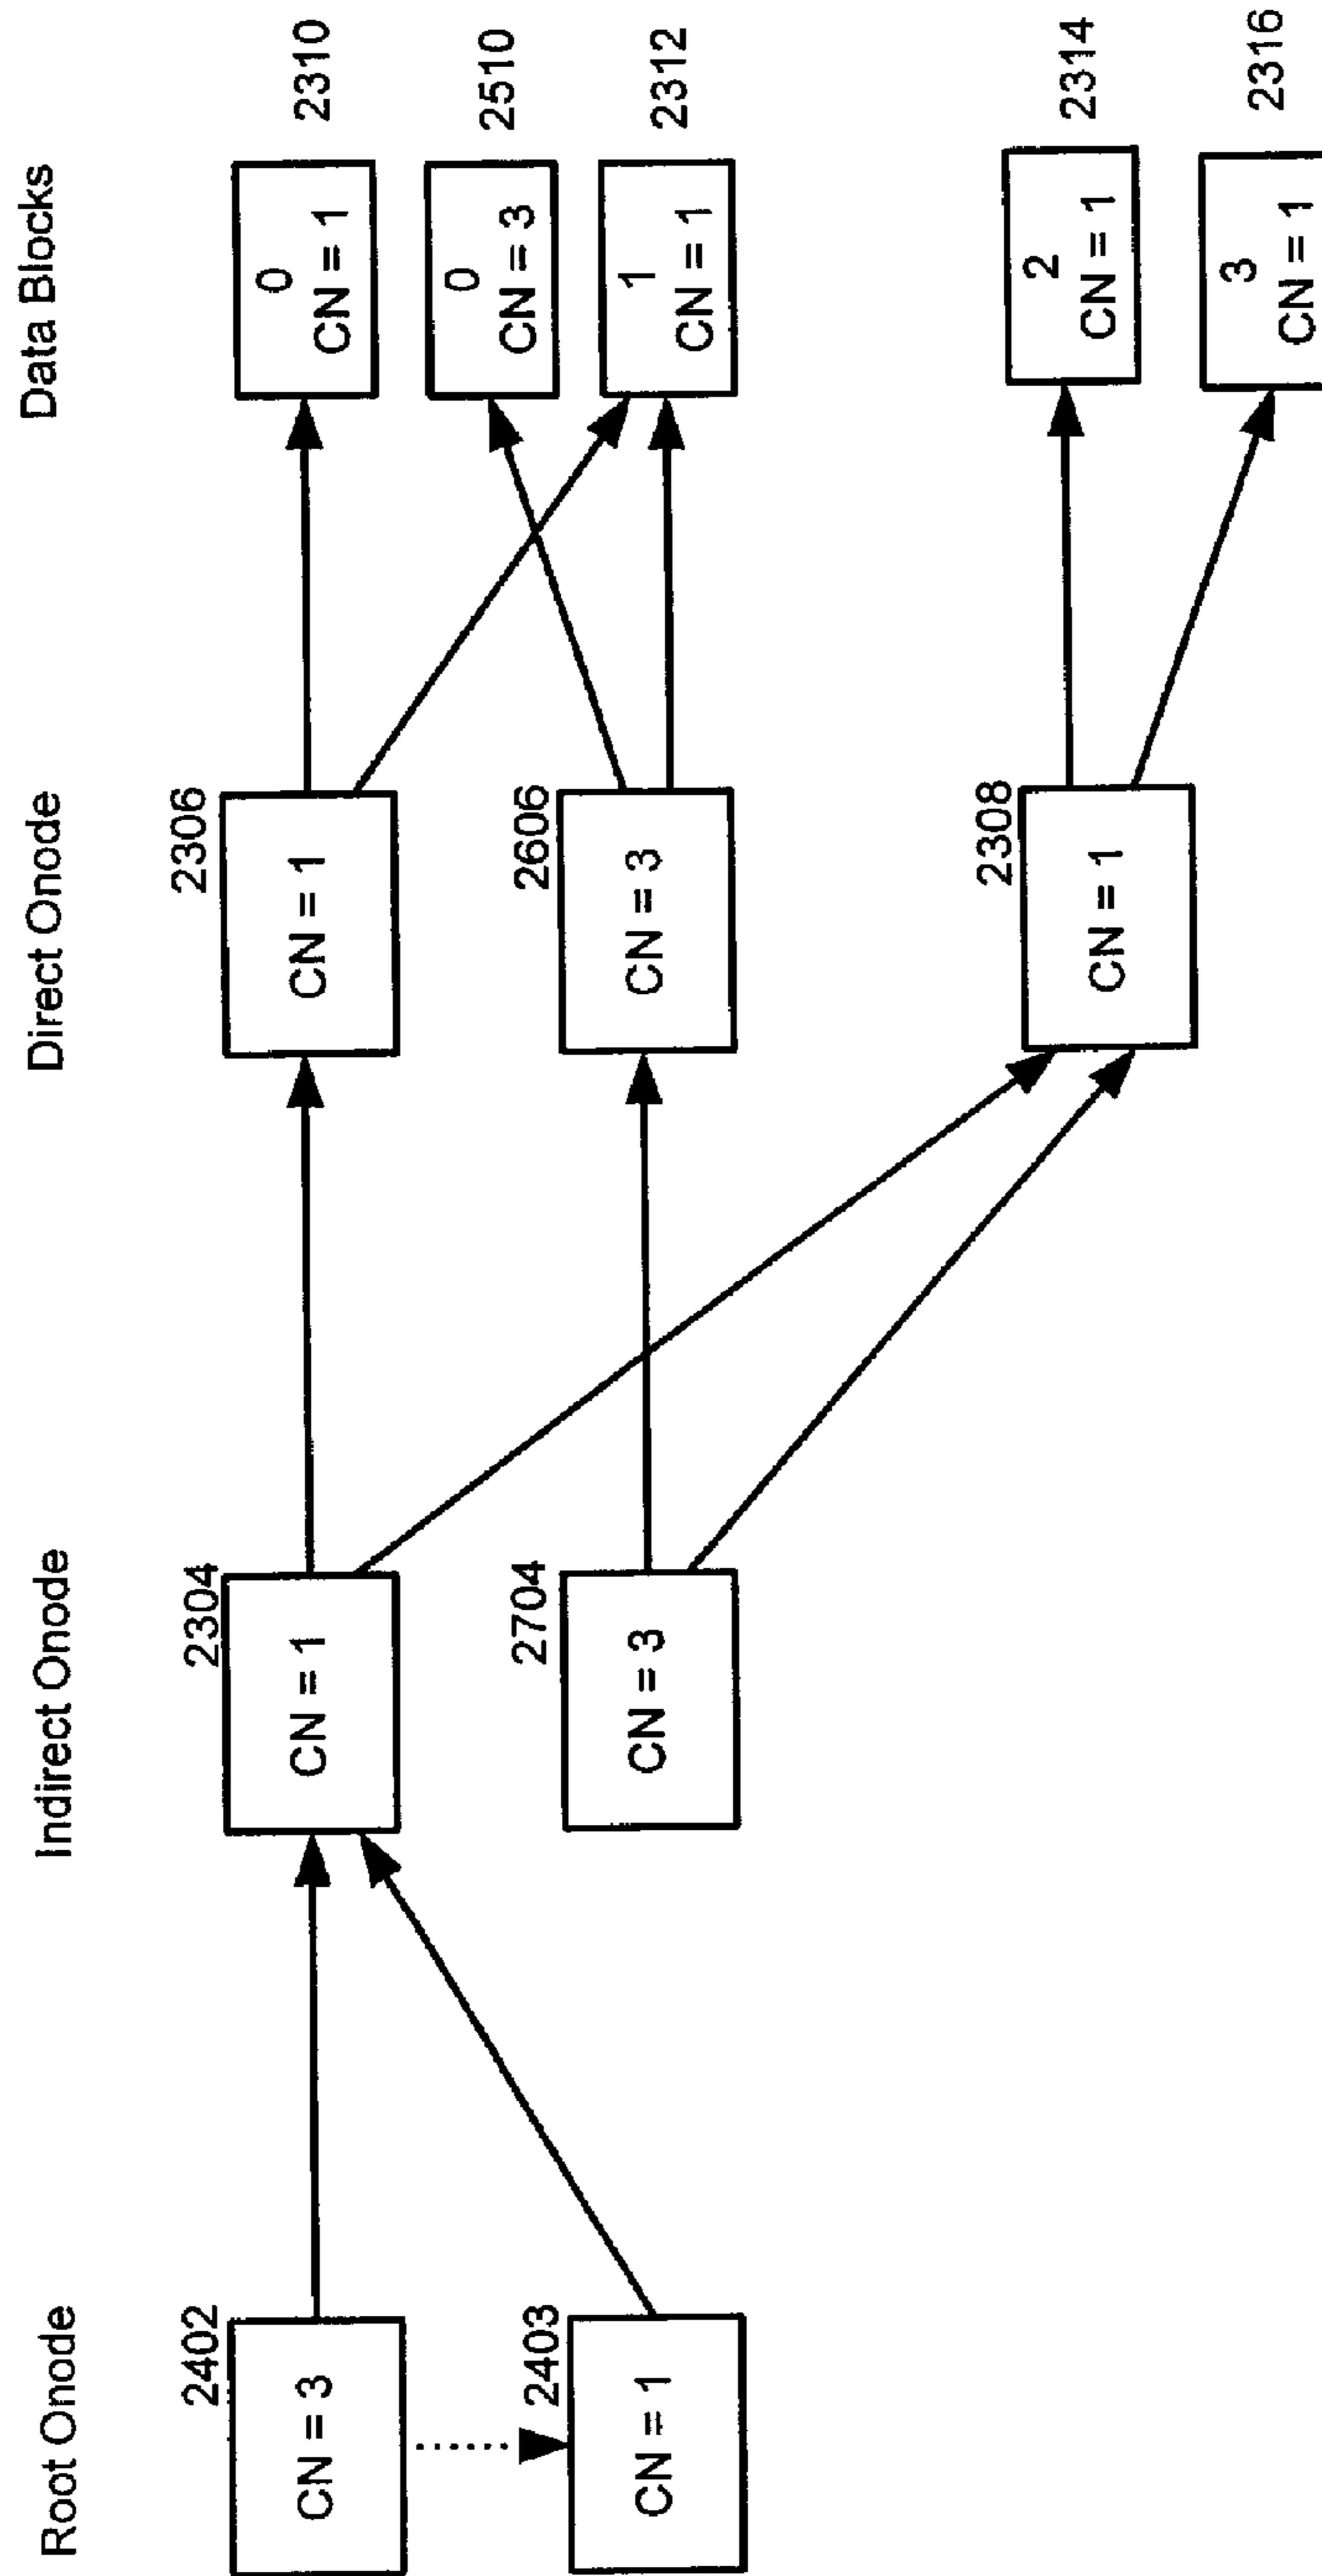 Root Onode
Indirect Onode
Direct Onode
Data Blocks
2402
CN = 3
2403
CN = 1
2304
CN = 1
2704
CN = 3
2306
CN = 1
2606
CN = 3
2308
CN = 1
0
CN = 1
2310
0
CN = 3
2510
1
CN = 1
2312
2
CN = 1
2314
3
CN = 1
2316